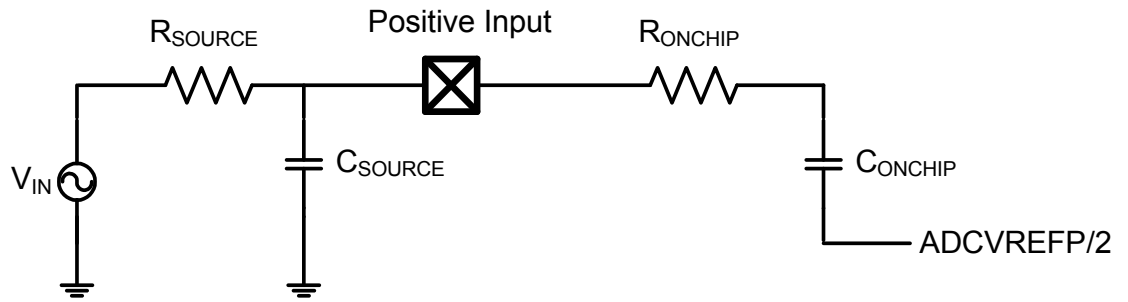 Positive Input
RSOURCE
RONCHIP
VIN
CSOURCE
CONCHIP
ADCVREFP/2